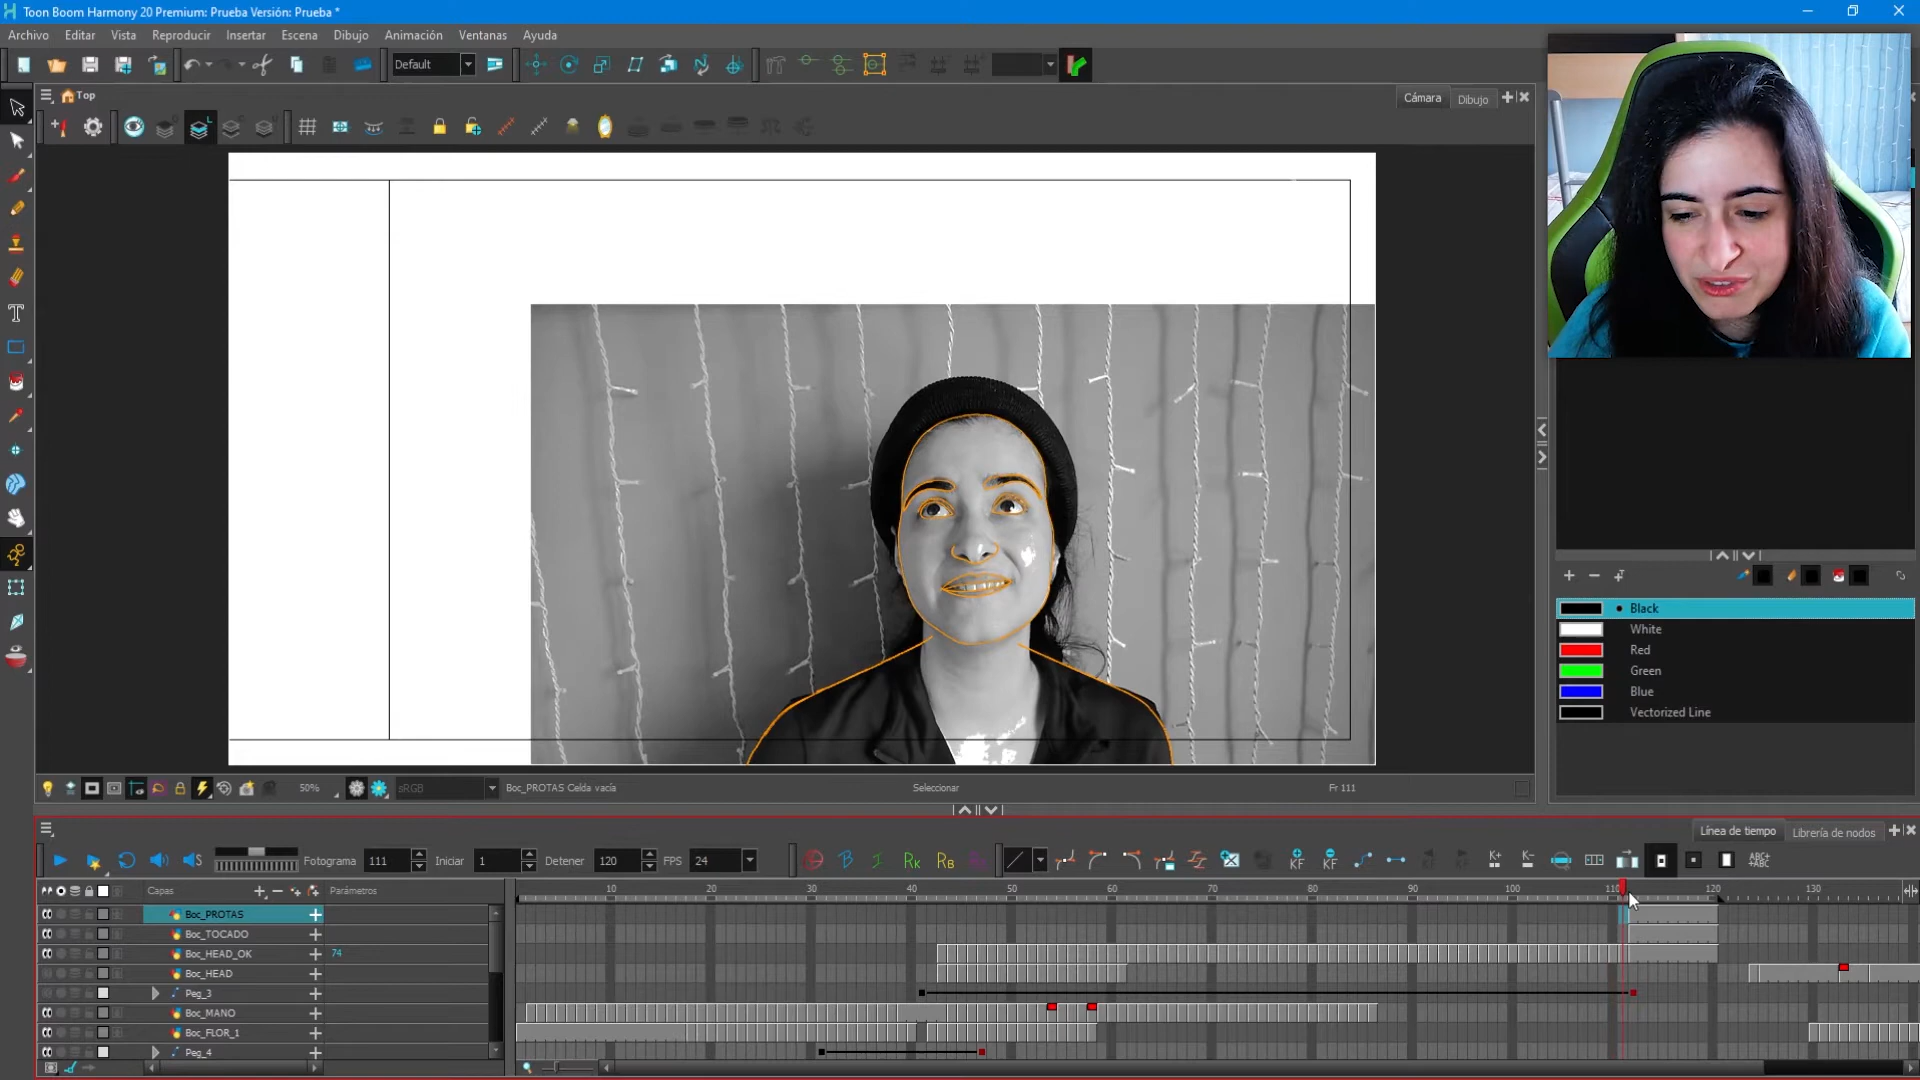 Toon Boom Harmony 20 Premium: Prueba Versión: Prueba *
Archivo Editar Vista Reproducir Insertar Escena Dibujo Animación Ventanas Ayuda
Default
Top
Cámara Dibujo
Black
White
Red
Green
Blue
Vectorized Line
50% sRGB Boc_PROTAS Celda vacía Seleccionar Fr 111
Línea de tiempo Librería de nodos
Fotograma 111 Iniciar 1 Detener 120 FPS 24
Capas Parámetros 10 20 30 40 50 60 70 80 90 100 110 120 130
Boc_PROTAS
Boc_TOCADO
Boc_HEAD_OK 74
Boc_HEAD
Peg_3
Boc_MANO
Boc_FLOR_1
Peg_4